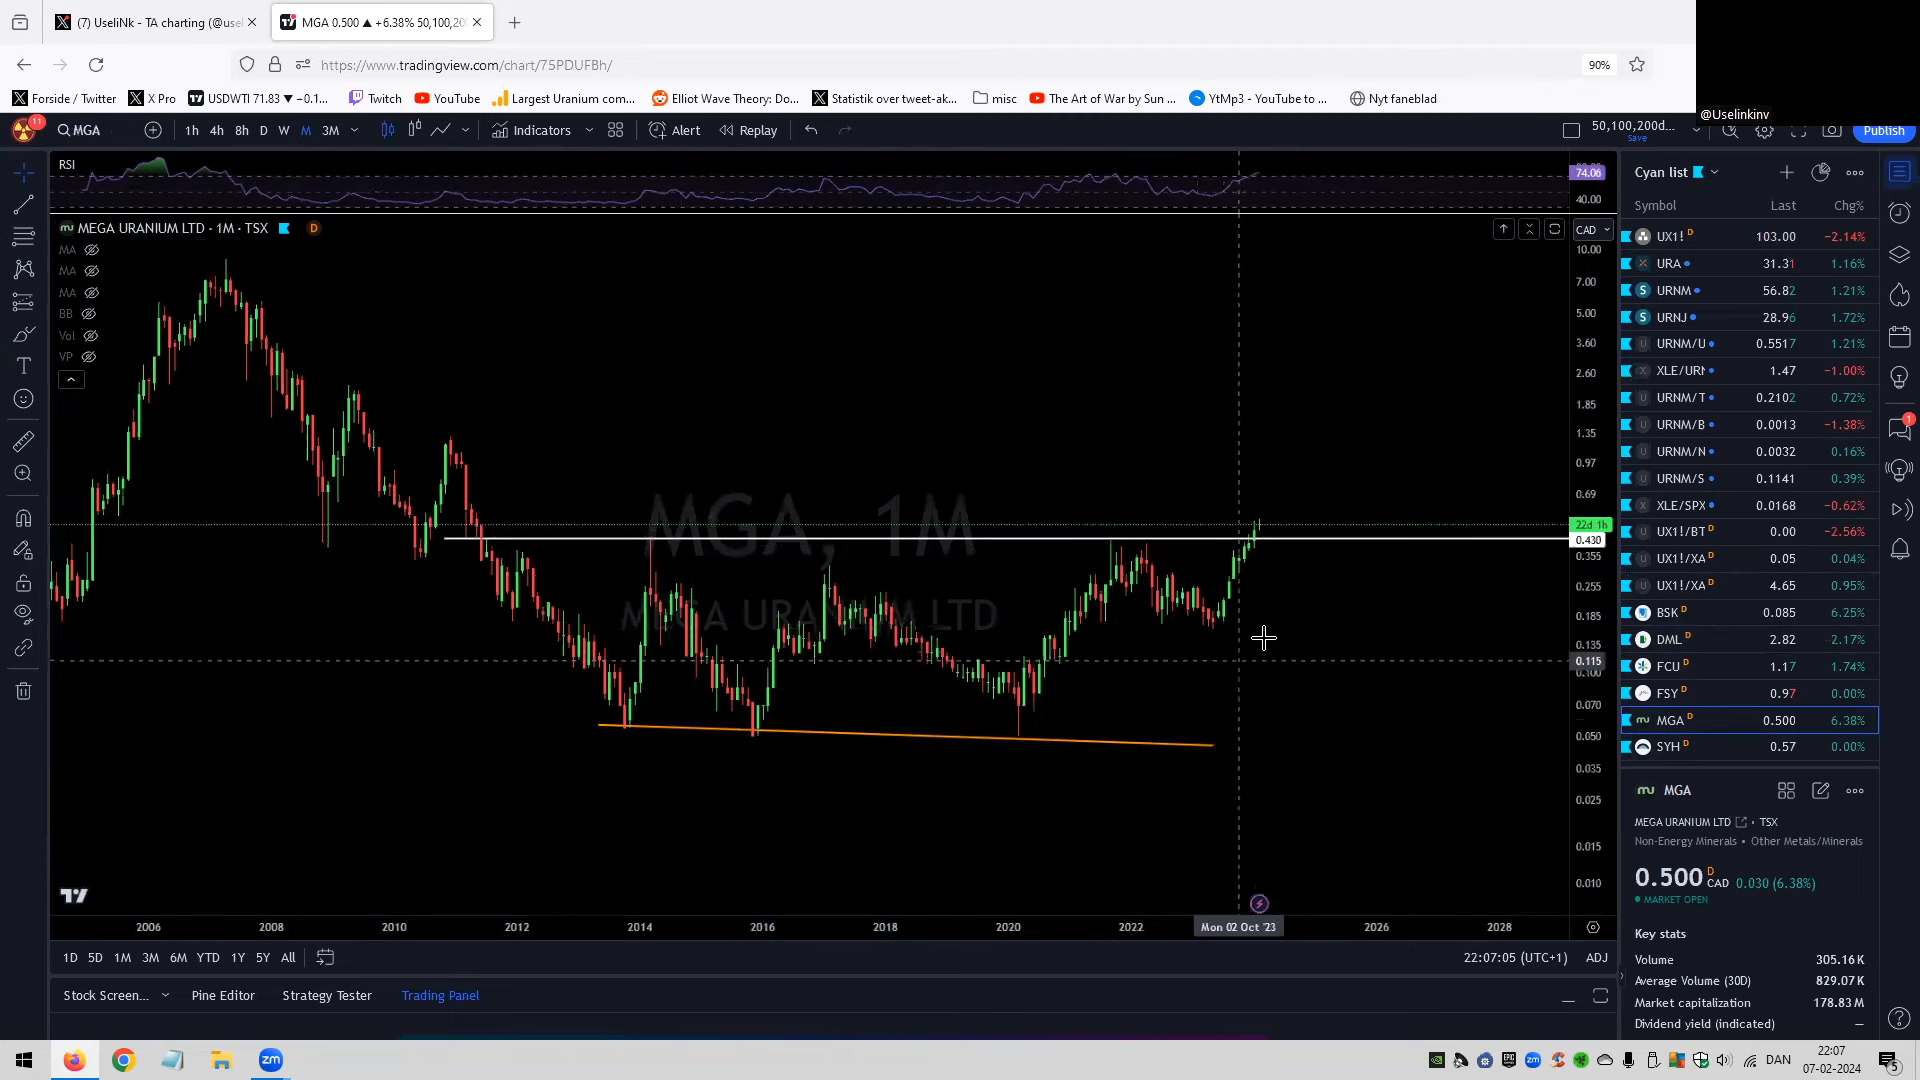 (7) UseliNk - TA charting (@usel
MGA 0.500 ▲ +6.38% 50,100,20
https://www.tradingview.com/chart/75PDUFBh/
90%
Forside / Twitter
X Pro
USDWTI 71.83 ▼ −0.1...
Twitch
YouTube
Largest Uranium com...
Elliot Wave Theory: Do...
Statistik over tweet-ak...
misc
The Art of War by Sun ...
YtMp3 - YouTube to ...
Nyt faneblad
@Uselinkinv
11
MGA
1h 4h 8h D W M 3M
Indicators
Alert
Replay
50,100,200d...
Save
Publish
RSI
74.06
40.00
MEGA URANIUM LTD · 1M · TSX
D
MA
MA
MA
BB
Vol
VP
CAD
10.00
7.00
5.00
3.60
2.60
1.85
1.35
0.97
0.69
22d 1h
0.430
0.355
0.255
0.185
0.135
0.115
0.100
0.070
0.050
0.035
0.025
0.015
0.010
MGA, 1M
MEGA URANIUM LTD
2006 2008 2010 2012 2014 2016 2018 2020 2022 Mon 02 Oct '23 2026 2028
1D 5D 1M 3M 6M YTD 1Y 5Y All
22:07:05 (UTC+1)
ADJ
Stock Screen...
Pine Editor
Strategy Tester
Trading Panel
Cyan list
Symbol Last Chg%
UX1! D 103.00 −2.14%
URA 31.31 1.16%
URNM 56.82 1.21%
URNJ 28.96 1.72%
URNM/U 0.5517 1.21%
XLE/URN 1.47 −1.00%
URNM/T 0.2102 0.72%
URNM/B 0.0013 −1.38%
URNM/N 0.0032 0.16%
URNM/S 0.1141 0.39%
XLE/SPX 0.0168 −0.62%
UX1!/BT D 0.00 −2.56%
UX1!/XA D 0.05 0.04%
UX1!/XA D 4.65 0.95%
BSK D 0.085 6.25%
DML D 2.82 −2.17%
FCU D 1.17 1.74%
FSY D 0.97 0.00%
MGA D 0.500 6.38%
SYH D 0.57 0.00%
MGA
MEGA URANIUM LTD • TSX
Non-Energy Minerals • Other Metals/Minerals
0.500 D CAD 0.030 (6.38%)
MARKET OPEN
Key stats
Volume 305.16K
Average Volume (30D) 829.07K
Market capitalization 178.83M
Dividend yield (indicated) —
1
DAN
22:07
07-02-2024
5